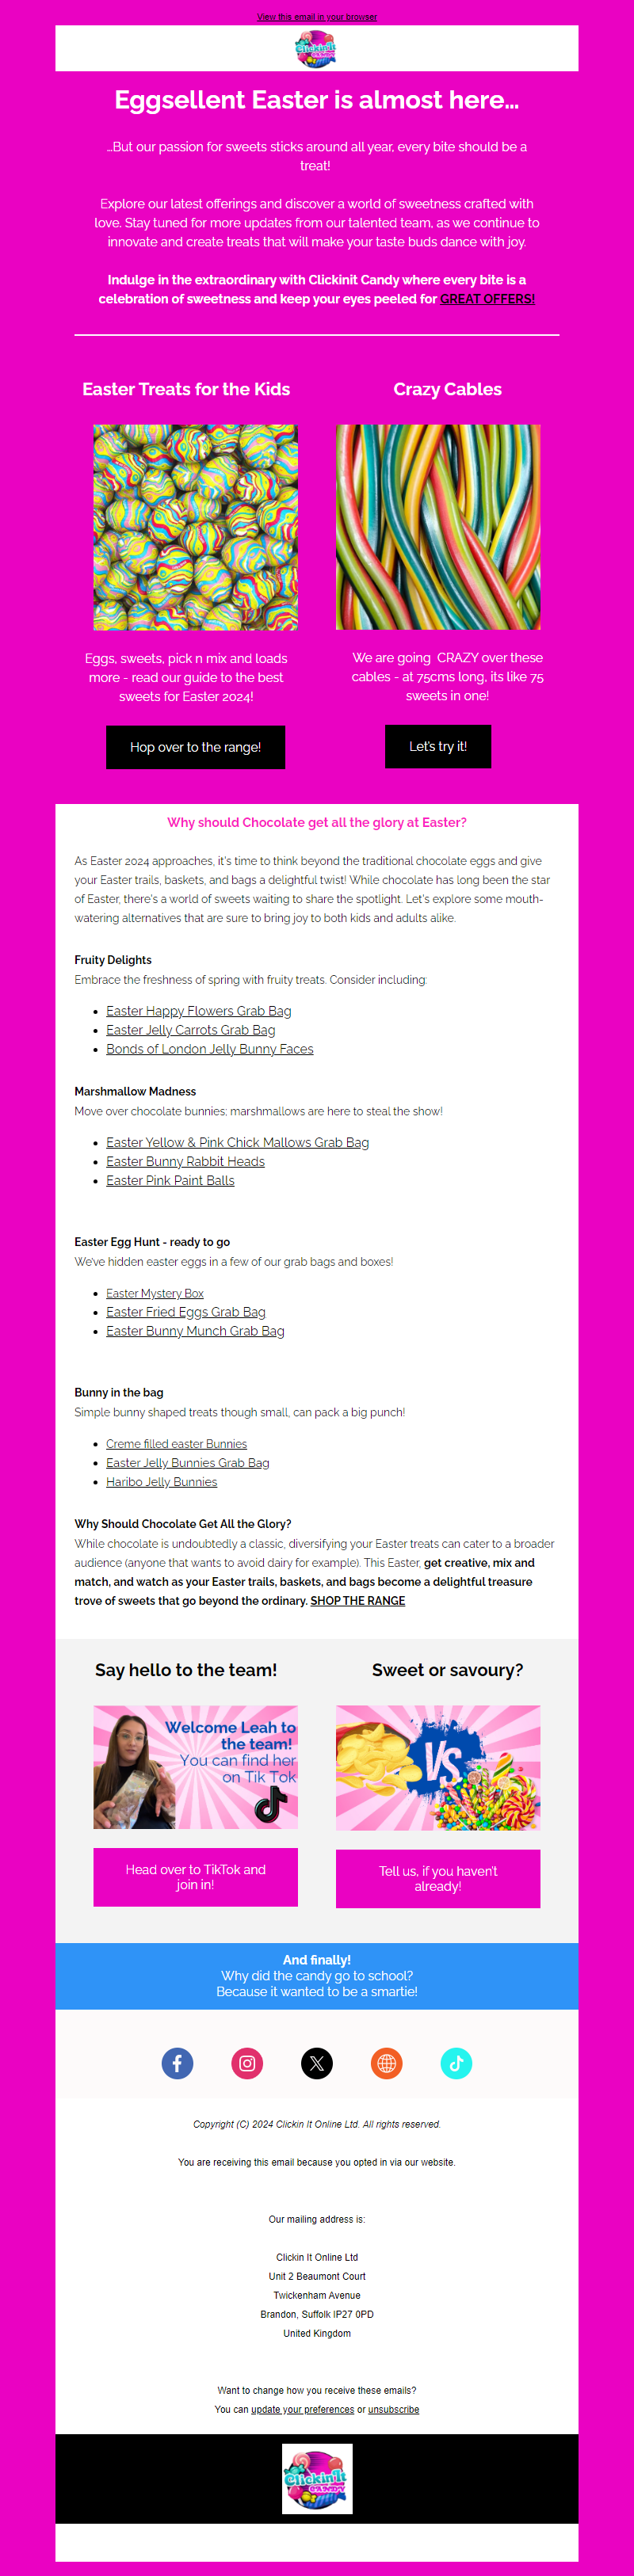 View this email in your browser
Clickin It
CANDY
Eggsellent Easter is almost here...
...But our passion for sweets sticks around all year, every bite should be a
treat!
Explore our latest offerings and discover a world of sweetness crafted with
love. Stay tuned for more updates from our talented team, as we continue to
innovate and create treats that will make your taste buds dance with joy.
Indulge in the extraordinary with Clickinit Candy where every bite is a
celebration of sweetness and keep your eyes peeled for GREAT OFFERS!
Easter Treats for the Kids
Eggs, sweets, pick n mix and loads
more - read our guide to the best
sweets for Easter 2024!
Hop over to the range!
Crazy Cables
We are going  CRAZY over these
cables - at 75cms long, its like 75
sweets in one!
Let's try it!
Why should Chocolate get all the glory at Easter?
As Easter 2024 approaches, it's time to think beyond the traditional chocolate eggs and give
your Easter trails, baskets, and bags a delightful twist! While chocolate has long been the star
of Easter, there's a world of sweets waiting to share the spotlight. Let's explore some mouth-
watering alternatives that are sure to bring joy to both kids and adults alike.
Fruity Delights
Embrace the freshness of spring with fruity treats. Consider including:
• Easter Happy Flowers Grab Bag
• Easter Jelly Carrots Grab Bag
• Bonds of London Jelly Bunny Faces
Marshmallow Madness
Move over chocolate bunnies; marshmallows are here to steal the show!
• Easter Yellow & Pink Chick Mallows Grab Bag
• Easter Bunny Rabbit Heads
• Easter Pink Paint Balls
Easter Egg Hunt - ready to go
We've hidden easter eggs in a few of our grab bags and boxes!
• Easter Mystery Box
• Easter Fried Eggs Grab Bag
• Easter Bunny Munch Grab Bag
Bunny in the bag
Simple bunny shaped treats though small, can pack a big punch!
• Creme filled easter Bunnies
• Easter Jelly Bunnies Grab Bag
• Haribo Jelly Bunnies
Why Should Chocolate Get All the Glory?
While chocolate is undoubtedly a classic, diversifying your Easter treats can cater to a broader
audience (anyone that wants to avoid dairy for example). This Easter, get creative, mix and
match, and watch as your Easter trails, baskets, and bags become a delightful treasure
trove of sweets that go beyond the ordinary. SHOP THE RANGE
Say hello to the team!
Welcome Leah to
the team!
You can find her
on Tik Tok
Head over to TikTok and
join in!
Sweet or savoury?
VS
Tell us, if you haven't
already!
And finally!
Why did the candy go to school?
Because it wanted to be a smartie!
Copyright (C) 2024 Clickin It Online Ltd. All rights reserved.
You are receiving this email because you opted in via our website.
Our mailing address is:
Clickin It Online Ltd
Unit 2 Beaumont Court
Twickenham Avenue
Brandon, Suffolk IP27 0PD
United Kingdom
Want to change how you receive these emails?
You can update your preferences or unsubscribe
Clickin It
CANDY